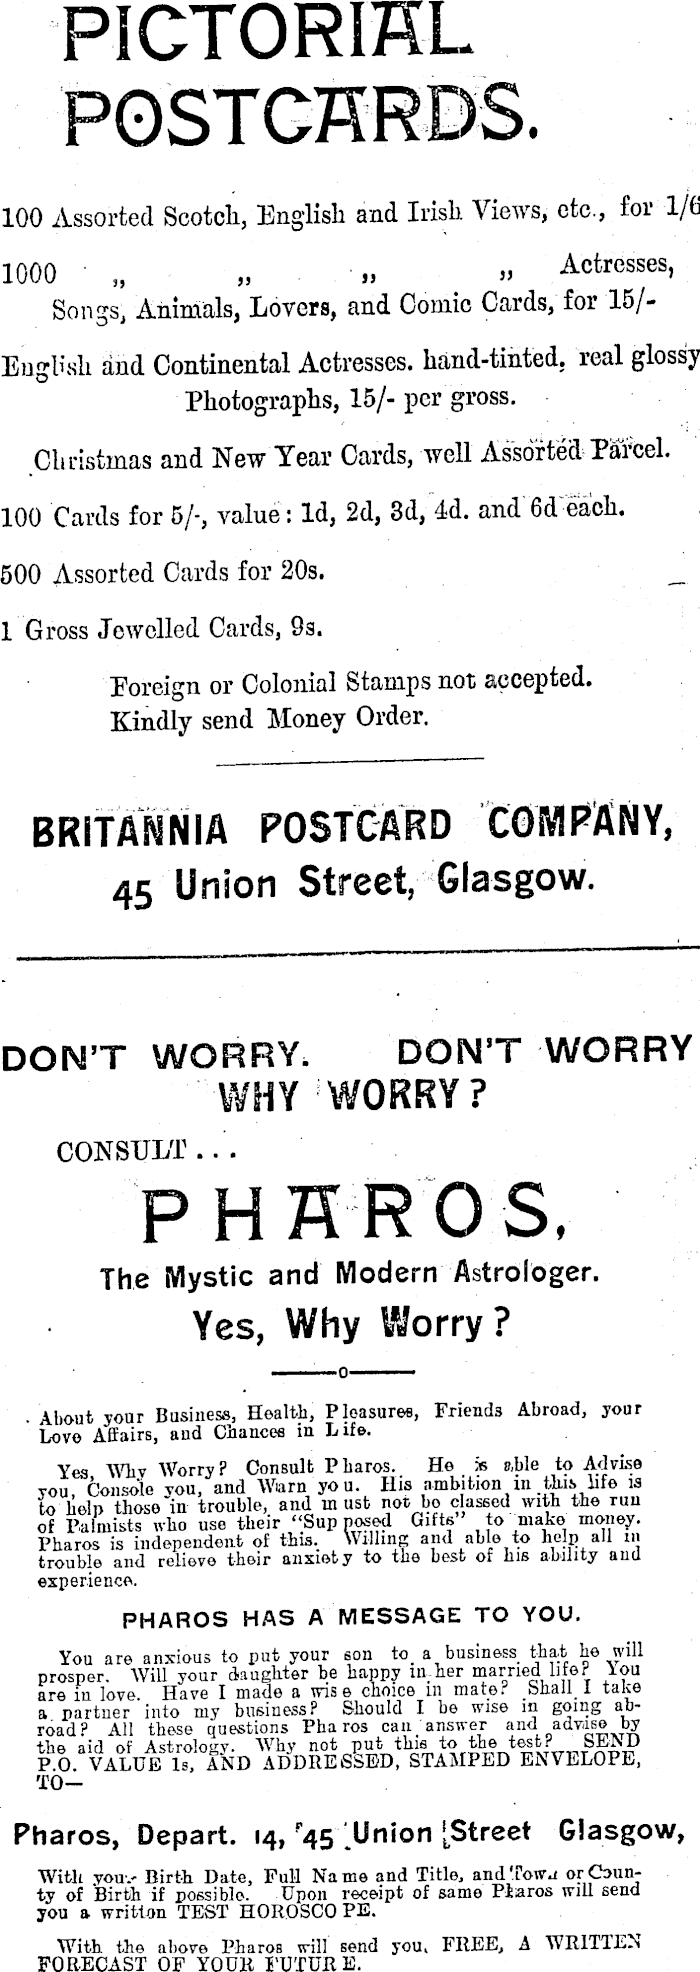 PICTORIAL
POSTCARDS.
100 Assorted Scotch, English and Irish Views, etc., for 1/6
1000 „ „ „ „ Actresses,
Songs, Animals, Lovers, and Comic Cards, for 15/-
English and Continental Actresses. hand-tinted, real glossy
Photographs, 15/- per gross.
Christmas and New Year Cards, well Assorted Parcel.
100 Cards for 5/-, value: 1d, 2d, 3d, 4d. and 6d each.
500 Assorted Cards for 20s.
1 Gross Jewelled Cards, 9s.
Foreign or Colonial Stamps not accepted.
Kindly send Money Order.
BRITANNIA POSTCARD COMPANY,
45 Union Street, Glasgow.
DON'T WORRY. DON'T WORRY
WHY WORRY?
CONSULT ...
PHAROS,
The Mystic and Modern Astrologer.
Yes, Why Worry?
About your Business, Health, Pleasures, Friends Abroad, your
Love Affairs, and Chances in Life.
Yes, Why Worry? Consult Pharos. He is able to Advise
you, Console you, and Warn you. His ambition in this life is
to help those in trouble, and must not be classed with the run
of Palmists who use their "Supposed Gifts" to make money.
Pharos is independent of this. Willing and able to help all in
trouble and relieve their anxiety to the best of his ability and
experience.
PHAROS HAS A MESSAGE TO YOU.
You are anxious to put your son to a business that he will
prosper. Will your daughter be happy in her married life? You
are in love. Have I made a wise choice in mate? Shall I take
a partner into my business? Should I be wise in going ab-
road? All these questions Pharos can answer and advise by
the aid of Astrology. Why not put this to the test? SEND
P.O. VALUE 1s, AND ADDRESSED, STAMPED ENVELOPE,
TO—
Pharos, Depart. 14, 45 Union Street Glasgow,
With your Birth Date, Full Name and Title, and Town or Coun-
ty of Birth if possible. Upon receipt of same Pharos will send
you a written TEST HOROSCOPE.
With the above Pharos will send you, FREE, A WRITTEN
FORECAST OF YOUR FUTURE.